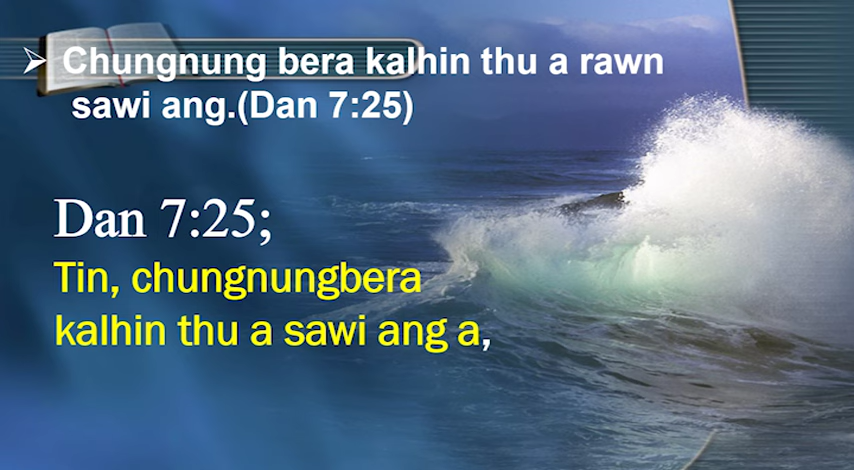 ➢ Chungnung bera kalhin thu a rawn
sawi ang.(Dan 7:25)
Dan 7:25;
Tin, chungnungbera
kalhin thu a sawi ang a,